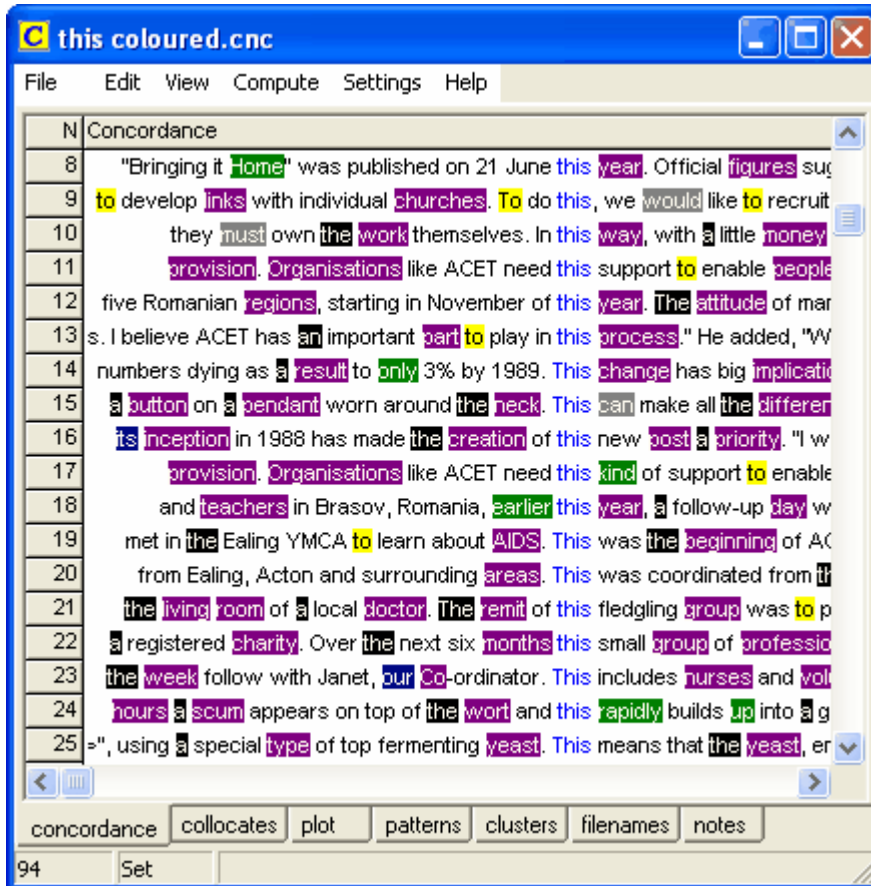 C this coloured.cnc
File Edit View Compute Settings Help
N Concordance
8 "Bringing it Home" was published on 21 June this year. Official figures sug
9 to develop links with individual churches. To do this, we would like to recruit
10 they must own the work themselves. In this way, with a little money
11 provision. Organisations like ACET need this support to enable people
12 five Romanian regions, starting in November of this year. The attitude of mar
13 s. I believe ACET has an important part to play in this process." He added, "W
14 numbers dying as a result to only 3% by 1989. This change has big implicatio
15 a button on a pendant worn around the neck. This can make all the differen
16 its inception in 1988 has made the creation of this new post a priority. "I w
17 provision. Organisations like ACET need this kind of support to enable
18 and teachers in Brasov, Romania, earlier this year, a follow-up day w
19 met in the Ealing YMCA to learn about AIDS. This was the beginning of AC
20 from Ealing, Acton and surrounding areas. This was coordinated from th
21 the living room of a local doctor. The remit of this fledgling group was to p
22 a registered charity. Over the next six months this small group of professio
23 the week follow with Janet, our Co-ordinator. This includes nurses and volu
24 hours a scum appears on top of the wort and this rapidly builds up into a g
25 =", using a special type of top fermenting yeast. This means that the yeast, er
concordance collocates plot patterns clusters filenames notes
94 Set